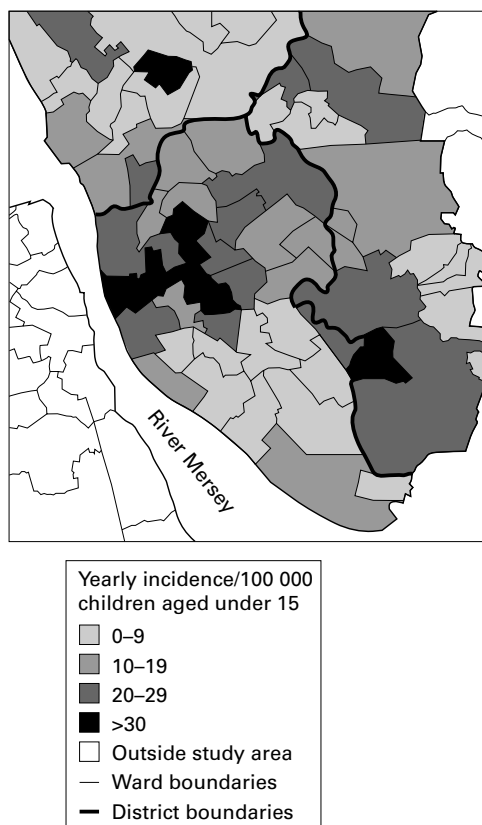 River Mersey
Yearly incidence/100 000
children aged under 15
0–9
10–19
20–29
>30
Outside study area
Ward boundaries
District boundaries